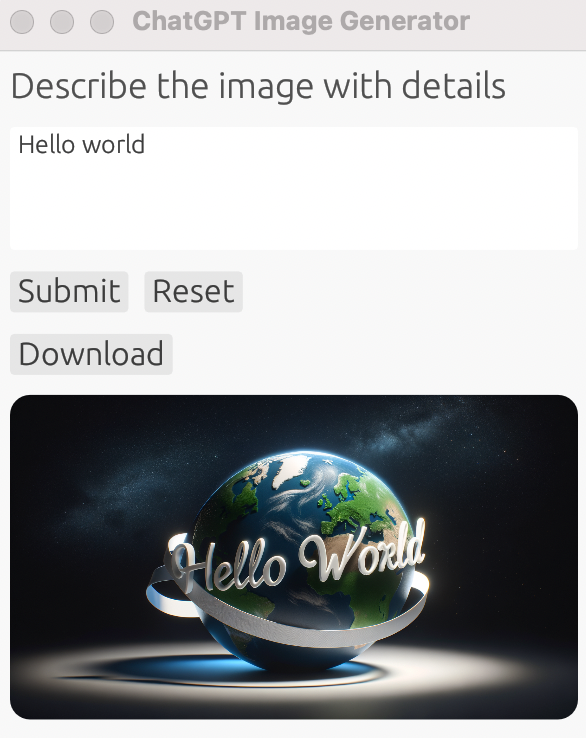 ChatGPT Image Generator
Describe the image with details
Hello world
Submit Reset
Download
Hello World